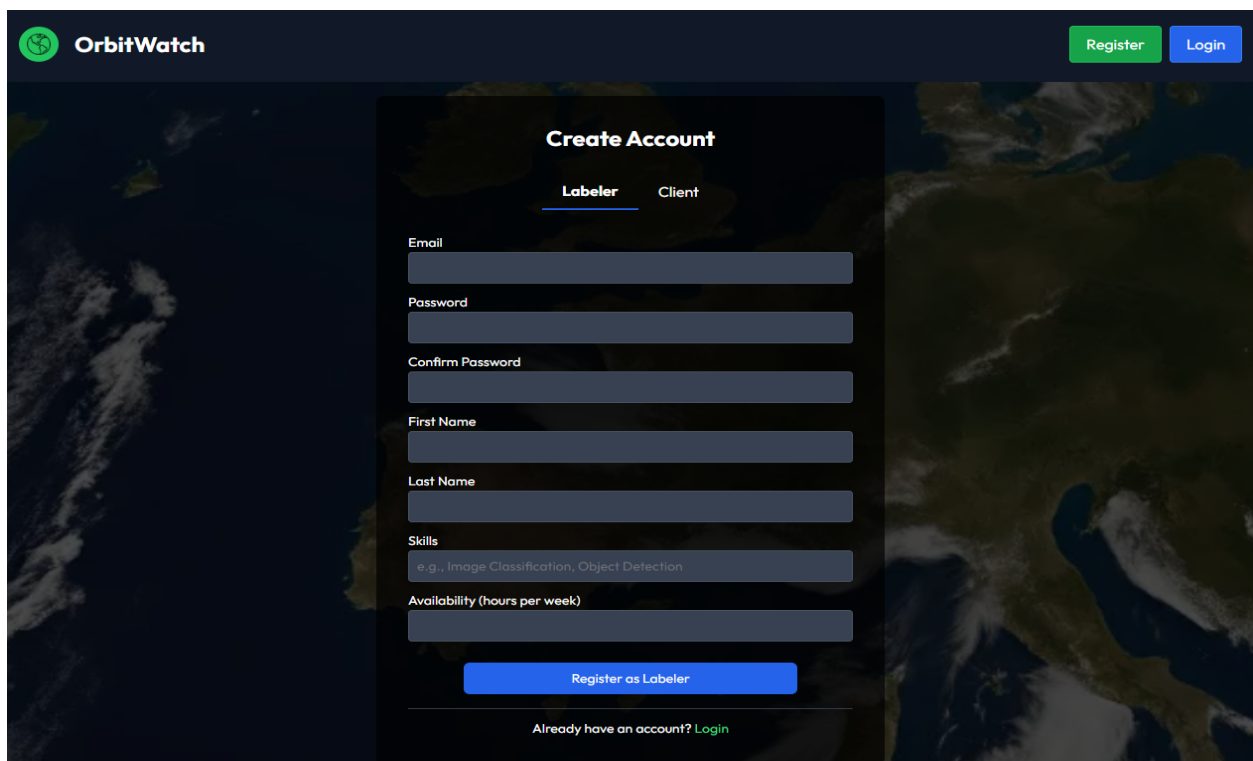 OrbitWatch
Register
Login
Create Account
Labeler
Client
Email
Password
Confirm Password
First Name
Last Name
Skills
e.g., Image Classification, Object Detection
Availability (hours per week)
Register as Labeler
Already have an account? Login